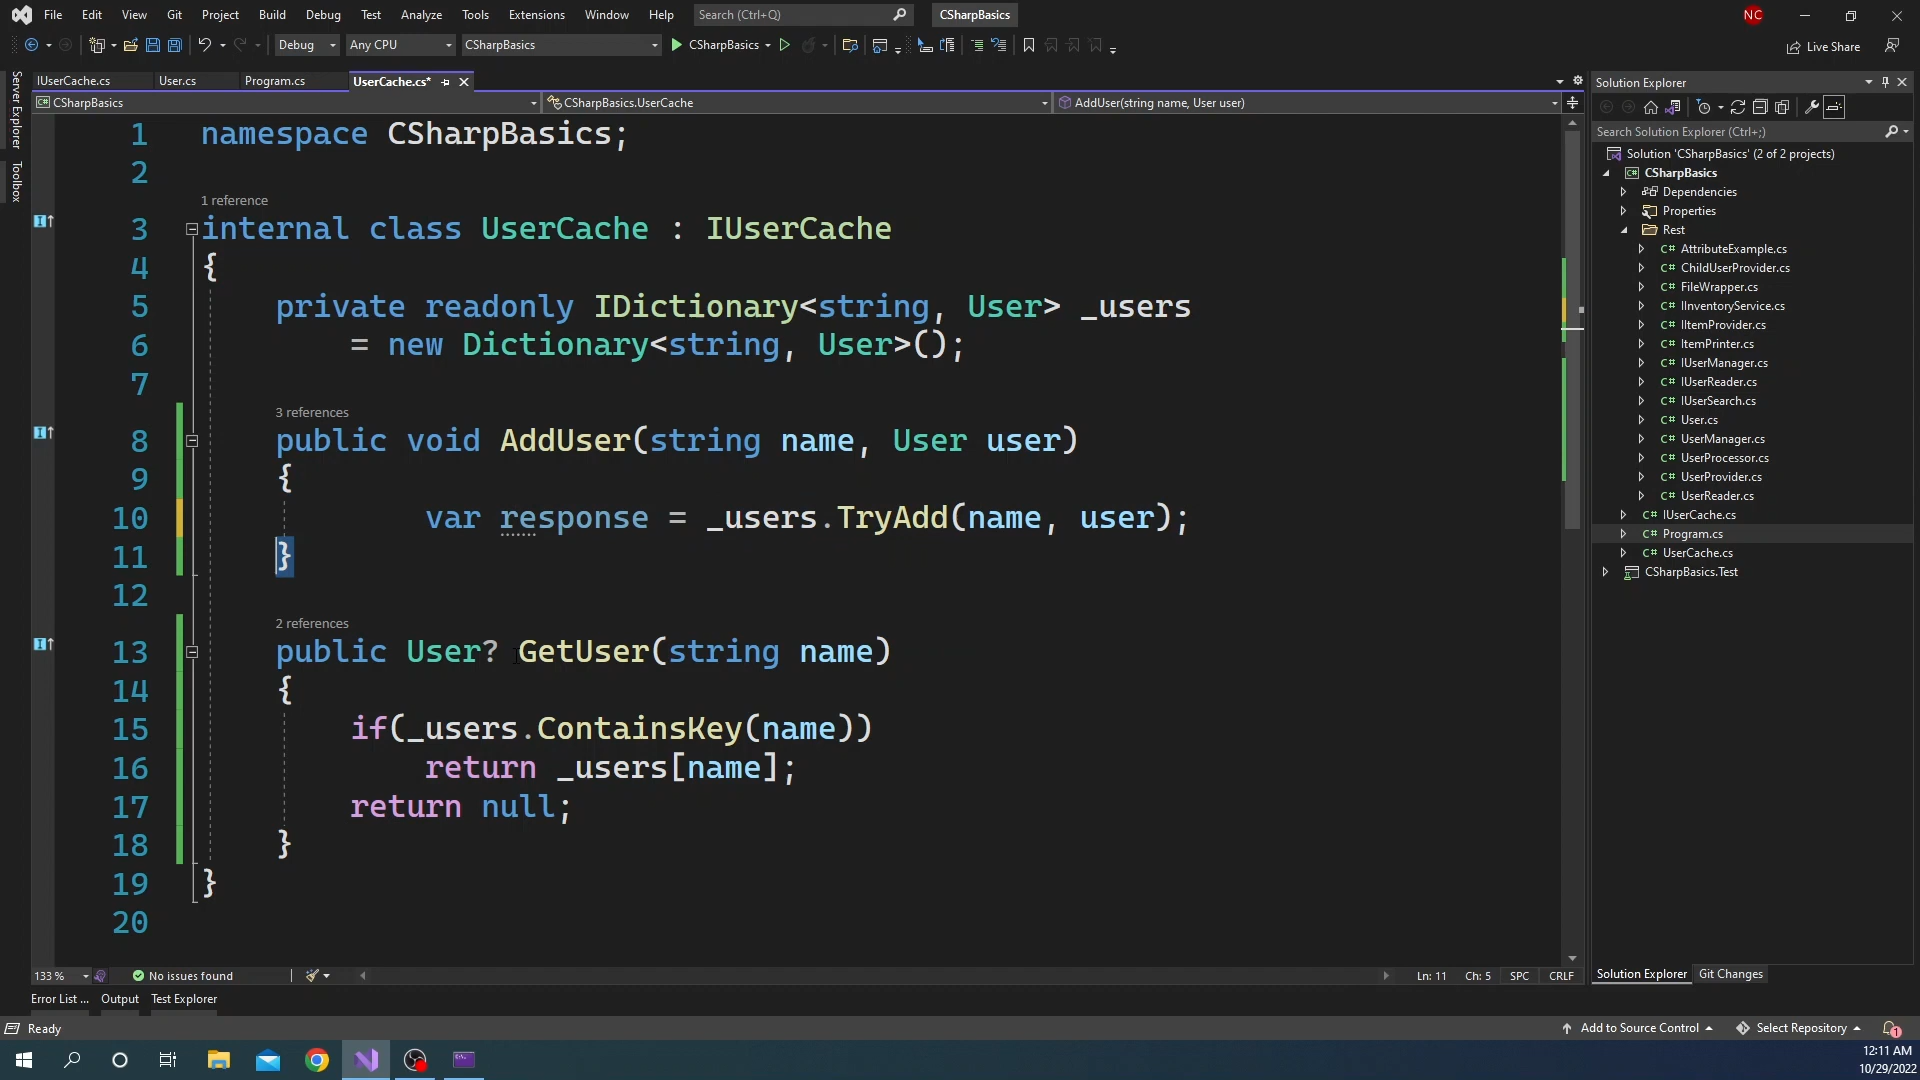 File Edit View Git Project Build Debug Test Analyze Tools Extensions Window Help Search (Ctrl+Q) CSharpBasics NC
Debug Any CPU CSharpBasics CSharpBasics Live Share
Server Explorer
Toolbox
IUserCache.cs User.cs Program.cs UserCache.cs*
CSharpBasics CSharpBasics.UserCache AddUser(string name, User user)
1 namespace CSharpBasics;
2
1 reference
3 internal class UserCache : IUserCache
4 {
5 private readonly IDictionary<string, User> _users
6 = new Dictionary<string, User>();
7
3 references
8 public void AddUser(string name, User user)
9 {
10 var response = _users.TryAdd(name, user);
11 }
12
2 references
13 public User? GetUser(string name)
14 {
15 if(_users.ContainsKey(name))
16 return _users[name];
17 return null;
18 }
19 }
20
133 % No issues found Ln: 11 Ch: 5 SPC CRLF
Error List ... Output Test Explorer
Solution Explorer
Search Solution Explorer (Ctrl+;)
Solution 'CSharpBasics' (2 of 2 projects)
C# CSharpBasics
Dependencies
Properties
Rest
C# AttributeExample.cs
C# ChildUserProvider.cs
C# FileWrapper.cs
C# IInventoryService.cs
C# IItemProvider.cs
C# ItemPrinter.cs
C# IUserManager.cs
C# IUserReader.cs
C# IUserSearch.cs
C# User.cs
C# UserManager.cs
C# UserProcessor.cs
C# UserProvider.cs
C# UserReader.cs
C# IUserCache.cs
C# Program.cs
C# UserCache.cs
CSharpBasics.Test
Solution Explorer Git Changes
Ready Add to Source Control Select Repository 1
12:11 AM
10/29/2022